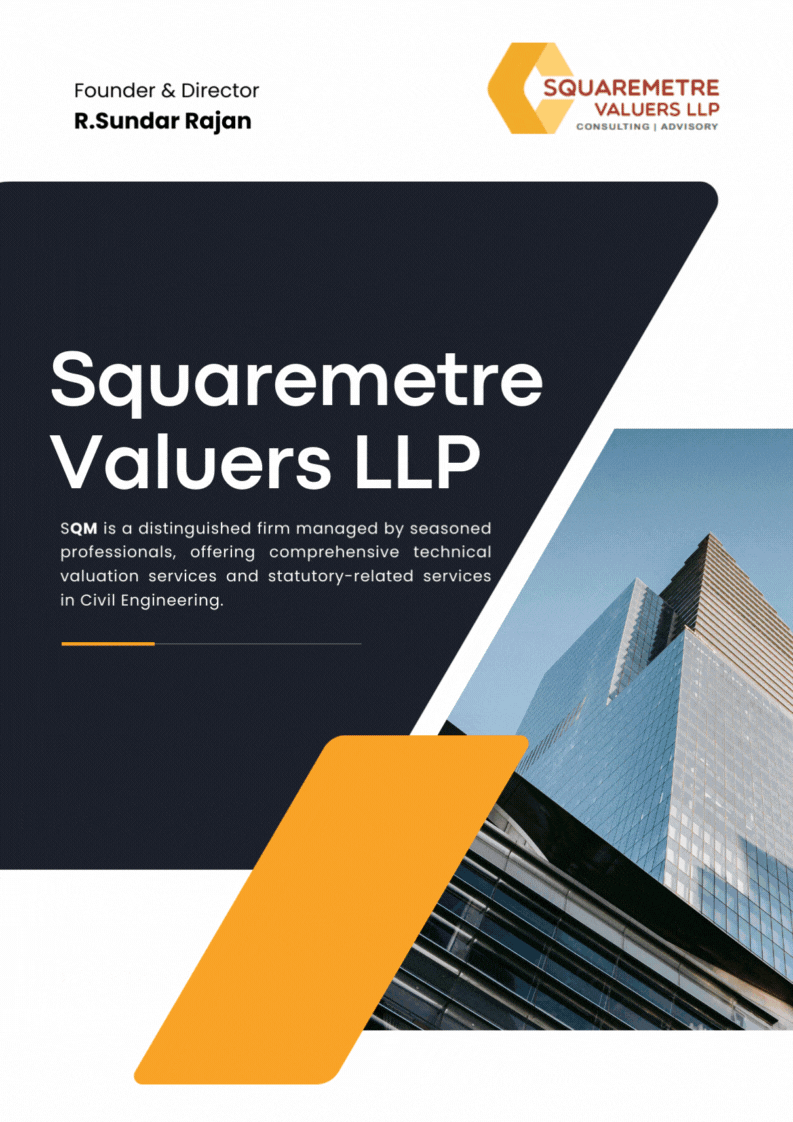 Founder & Director
R.Sundar Rajan
SQUAREMETRE
VALUERS LLP
CONSULTING | ADVISORY
Squaremetre
Valuers LLP
SQM is a distinguished firm managed by seasoned
professionals, offering comprehensive technical
valuation services and statutory-related services
in Civil Engineering.